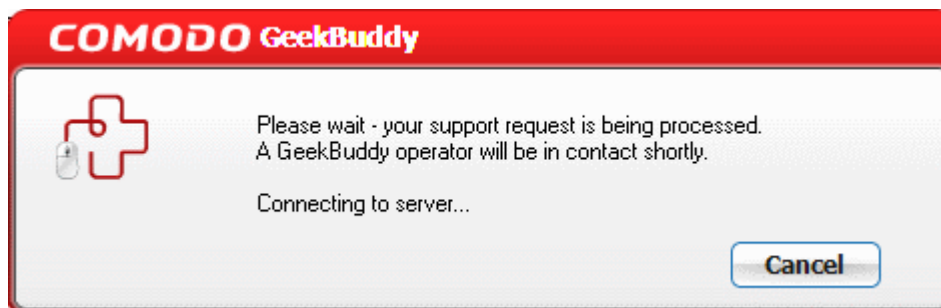 COMODO GeekBuddy
Please wait - your support request is being processed.
A GeekBuddy operator will be in contact shortly.
Connecting to server...
Cancel